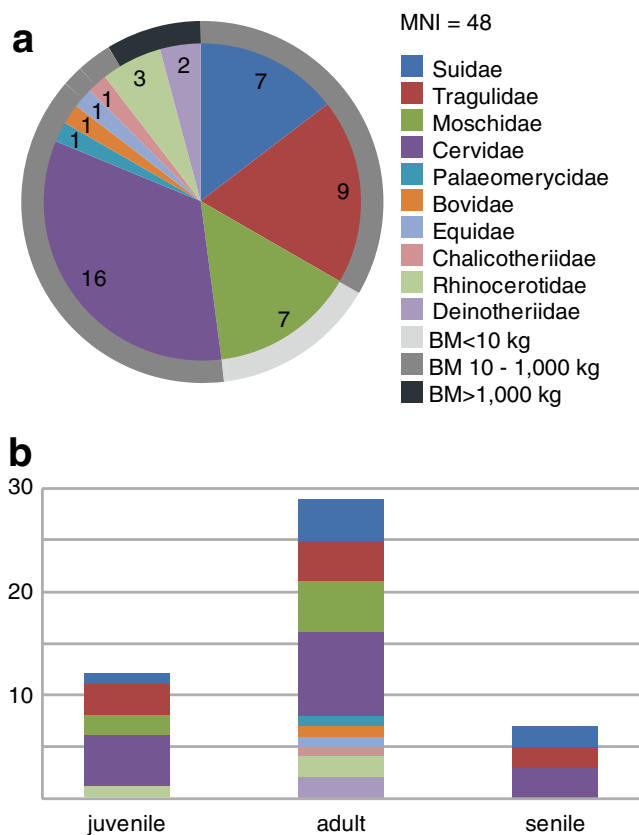 a
MNI = 48
7
9
7
16
1
1
1
1
3
2
Suidae
Tragulidae
Moschidae
Cervidae
Palaeomerycidae
Bovidae
Equidae
Chalicotheriidae
Rhinocerotidae
Deinotheriidae
BM<10 kg
BM 10 - 1,000 kg
BM>1,000 kg
b
30
20
10
juvenile adult senile